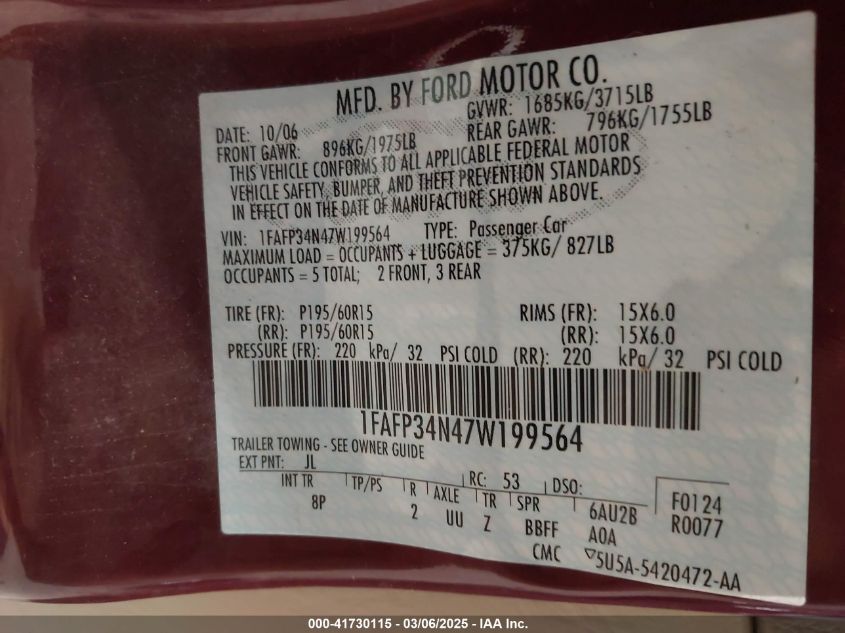 MFD. BY FORD MOTOR CO.
DATE: 10/06 GVWR: 1685KG/3715LB
FRONT GAWR: 896KG/1975LB REAR GAWR: 796KG/1755LB
THIS VEHICLE CONFORMS TO ALL APPLICABLE FEDERAL MOTOR
VEHICLE SAFETY, BUMPER, AND THEFT PREVENTION STANDARDS
IN EFFECT ON THE DATE OF MANUFACTURE SHOWN ABOVE.
VIN: 1FAFP34N47W199564 TYPE: Passenger Car
MAXIMUM LOAD = OCCUPANTS + LUGGAGE = 375KG/ 827LB
OCCUPANTS = 5 TOTAL; 2 FRONT, 3 REAR
TIRE (FR): P195/60R15 RIMS (FR): 15X6.0
(RR): P195/60R15 (RR): 15X6.0
PRESSURE (FR): 220 kPa/ 32 PSI COLD (RR): 220 kPa/ 32 PSI COLD
1FAFP34N47W199564
TRAILER TOWING - SEE OWNER GUIDE
EXT PNT: JL RC: 53 DSO:
INT TR TP/PS R AXLE TR SPR 6AU2B F0124
8P 2 UU Z BBFF A0A R0077
CMC 5U5A-5420472-AA
000-41730115 - 03/06/2025 - IAA Inc.